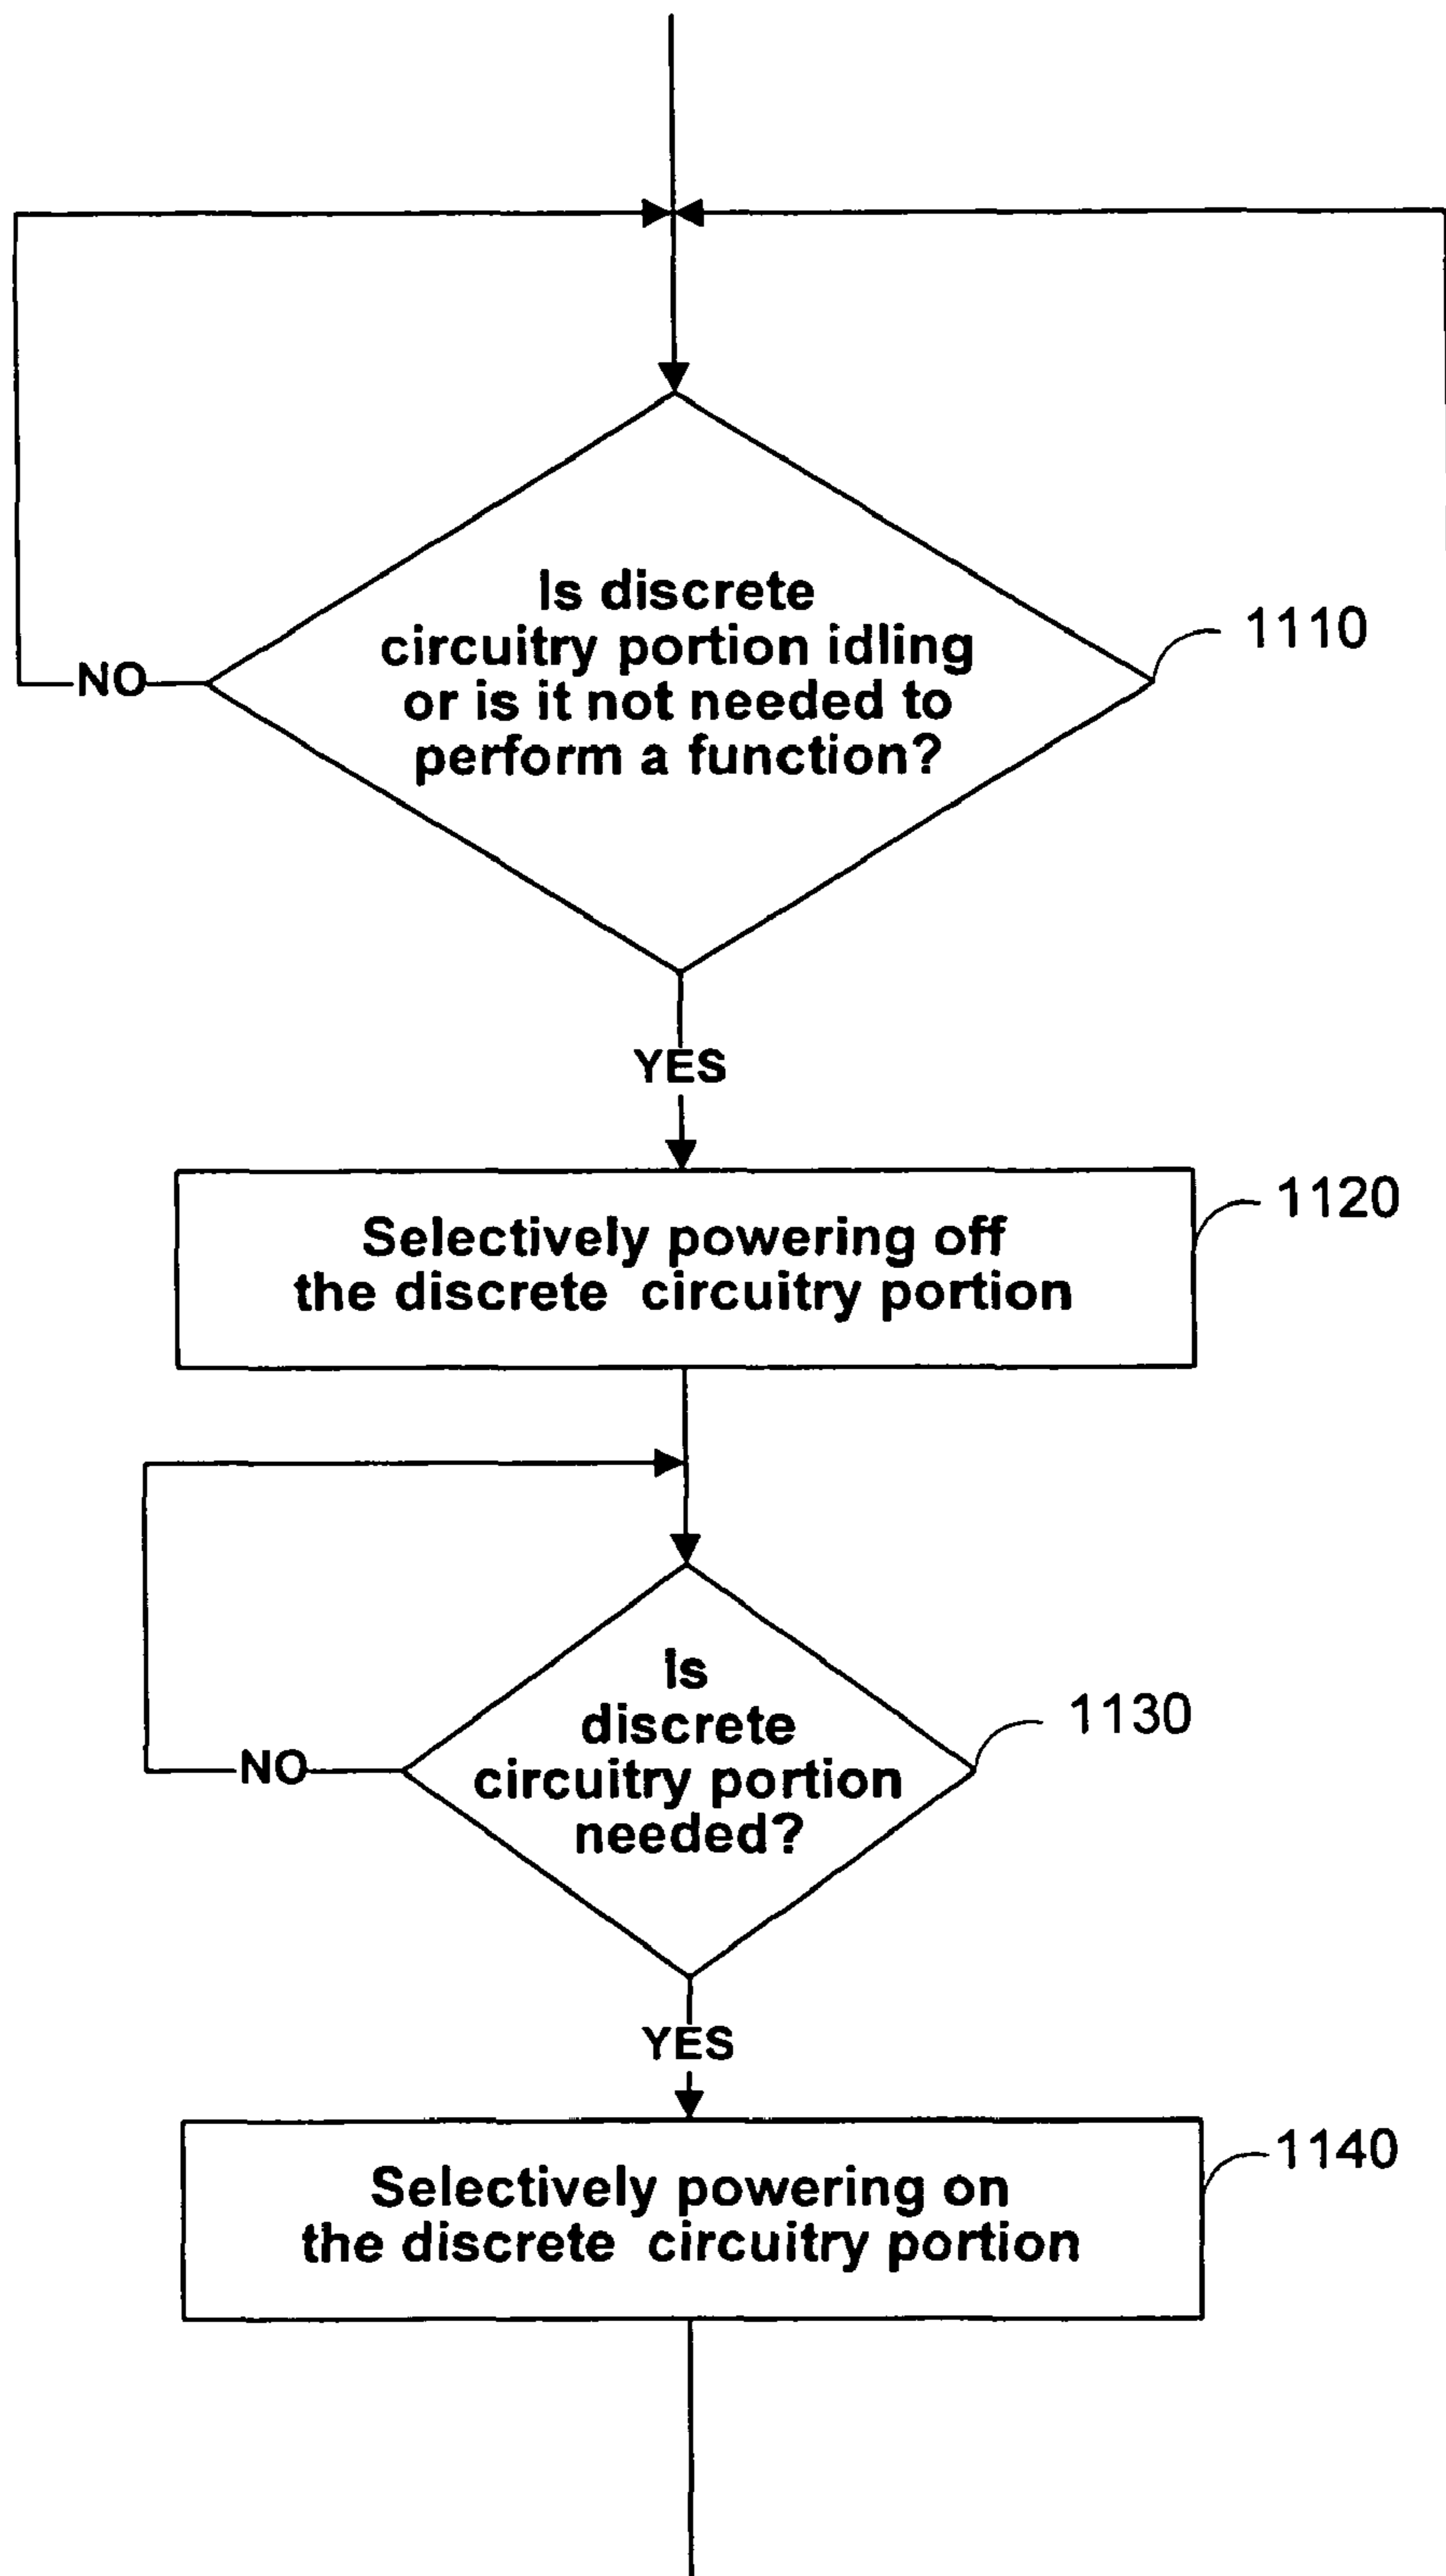 Is discrete
circuitry portion idling
or is it not needed to
perform a function?
1110
NO
YES
Selectively powering off
the discrete circuitry portion
1120
Is
discrete
circuitry portion
needed?
1130
NO
YES
Selectively powering on
the discrete circuitry portion
1140